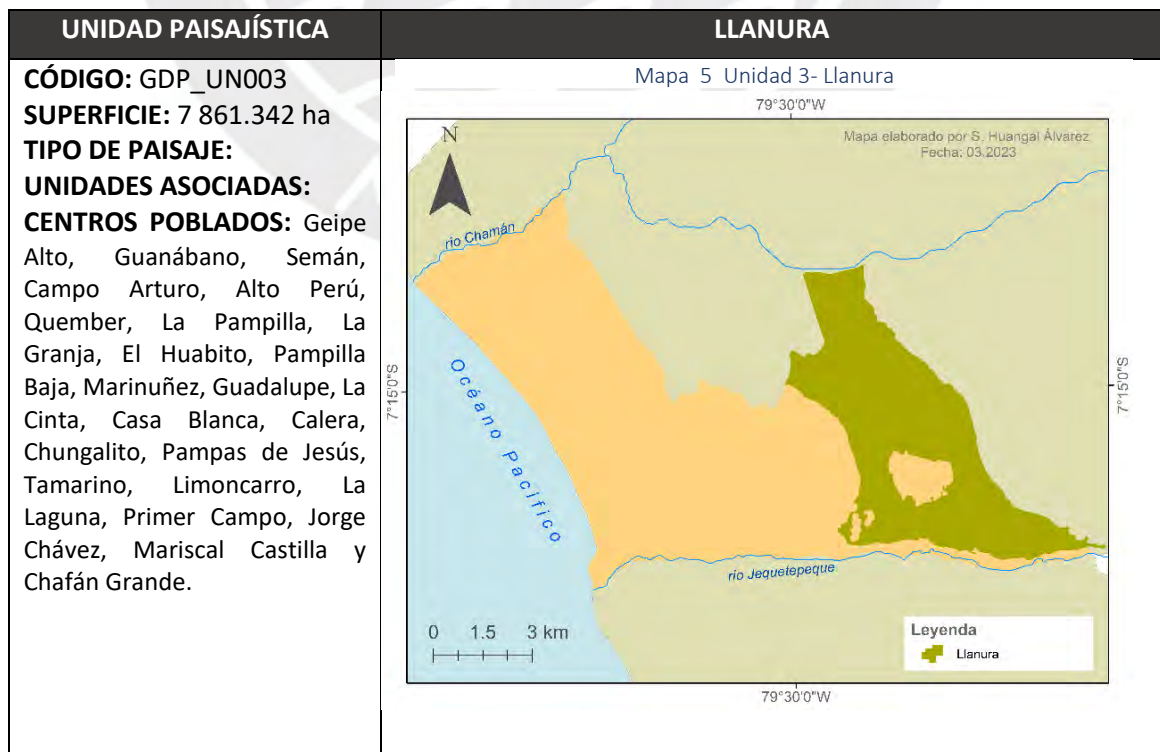 UNIDAD PAISAJÍSTICA
LLANURA
CÓDIGO: GDP_UN003
SUPERFICIE: 7 861.342 ha
TIPO DE PAISAJE:
UNIDADES ASOCIADAS:
CENTROS POBLADOS: Geipe
Alto, Guanábano, Semán,
Campo Arturo, Alto Perú,
Quember, La Pampilla, La
Granja, El Huabito, Pampilla
Baja, Marinuñez, Guadalupe, La
Cinta, Casa Blanca, Calera,
Chungalito, Pampas de Jesús,
Tamarino, Limoncarro, La
Laguna, Primer Campo, Jorge
Chávez, Mariscal Castilla y
Chafán Grande.
Mapa 5 Unidad 3- Llanura
79°30'0"W
N
Mapa elaborado por S. Huangal Álvarez
Fecha: 03.2023
río Chamán
7°15'0"S
7°15'0"S
Océano Pacífico
río Jequetepeque
0 1.5 3 km
Leyenda
Llanura
79°30'0"W